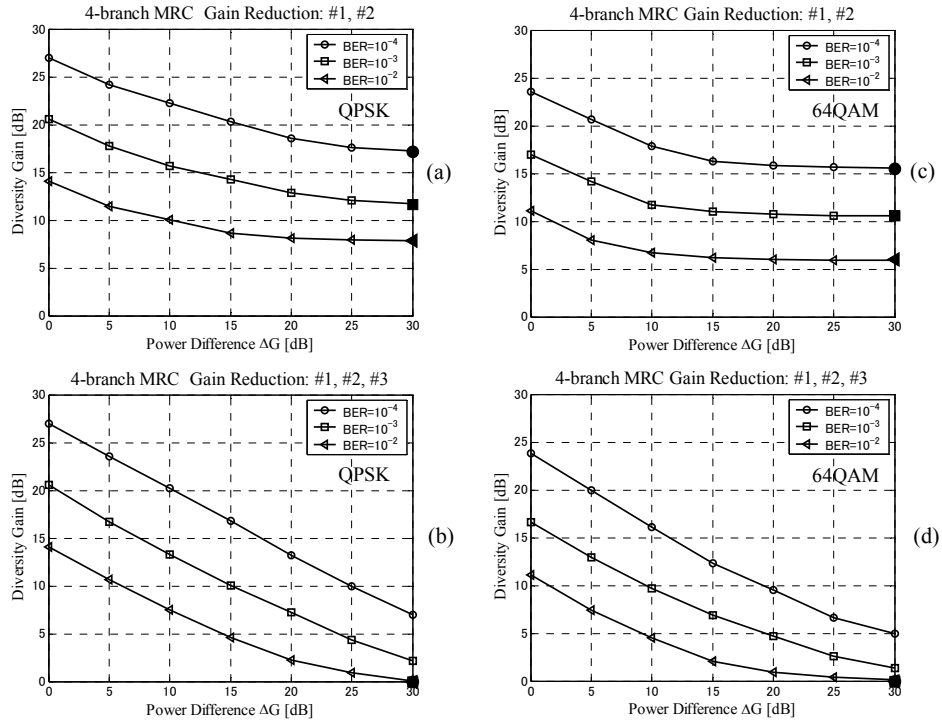 4-branch MRC Gain Reduction: #1, #2
30
25
20
15
10
5
0
Diversity Gain [dB]
BER=10⁻⁴
BER=10⁻³
BER=10⁻²
QPSK
(a)
0 5 10 15 20 25 30
Power Difference ΔG [dB]
4-branch MRC Gain Reduction: #1, #2
30
25
20
15
10
5
0
Diversity Gain [dB]
BER=10⁻⁴
BER=10⁻³
BER=10⁻²
64QAM
(c)
0 5 10 15 20 25 30
Power Difference ΔG [dB]
4-branch MRC Gain Reduction: #1, #2, #3
30
25
20
15
10
5
0
Diversity Gain [dB]
BER=10⁻⁴
BER=10⁻³
BER=10⁻²
QPSK
(b)
0 5 10 15 20 25 30
Power Difference ΔG [dB]
4-branch MRC Gain Reduction: #1, #2, #3
30
25
20
15
10
5
0
Diversity Gain [dB]
BER=10⁻⁴
BER=10⁻³
BER=10⁻²
64QAM
(d)
0 5 10 15 20 25 30
Power Difference ΔG [dB]